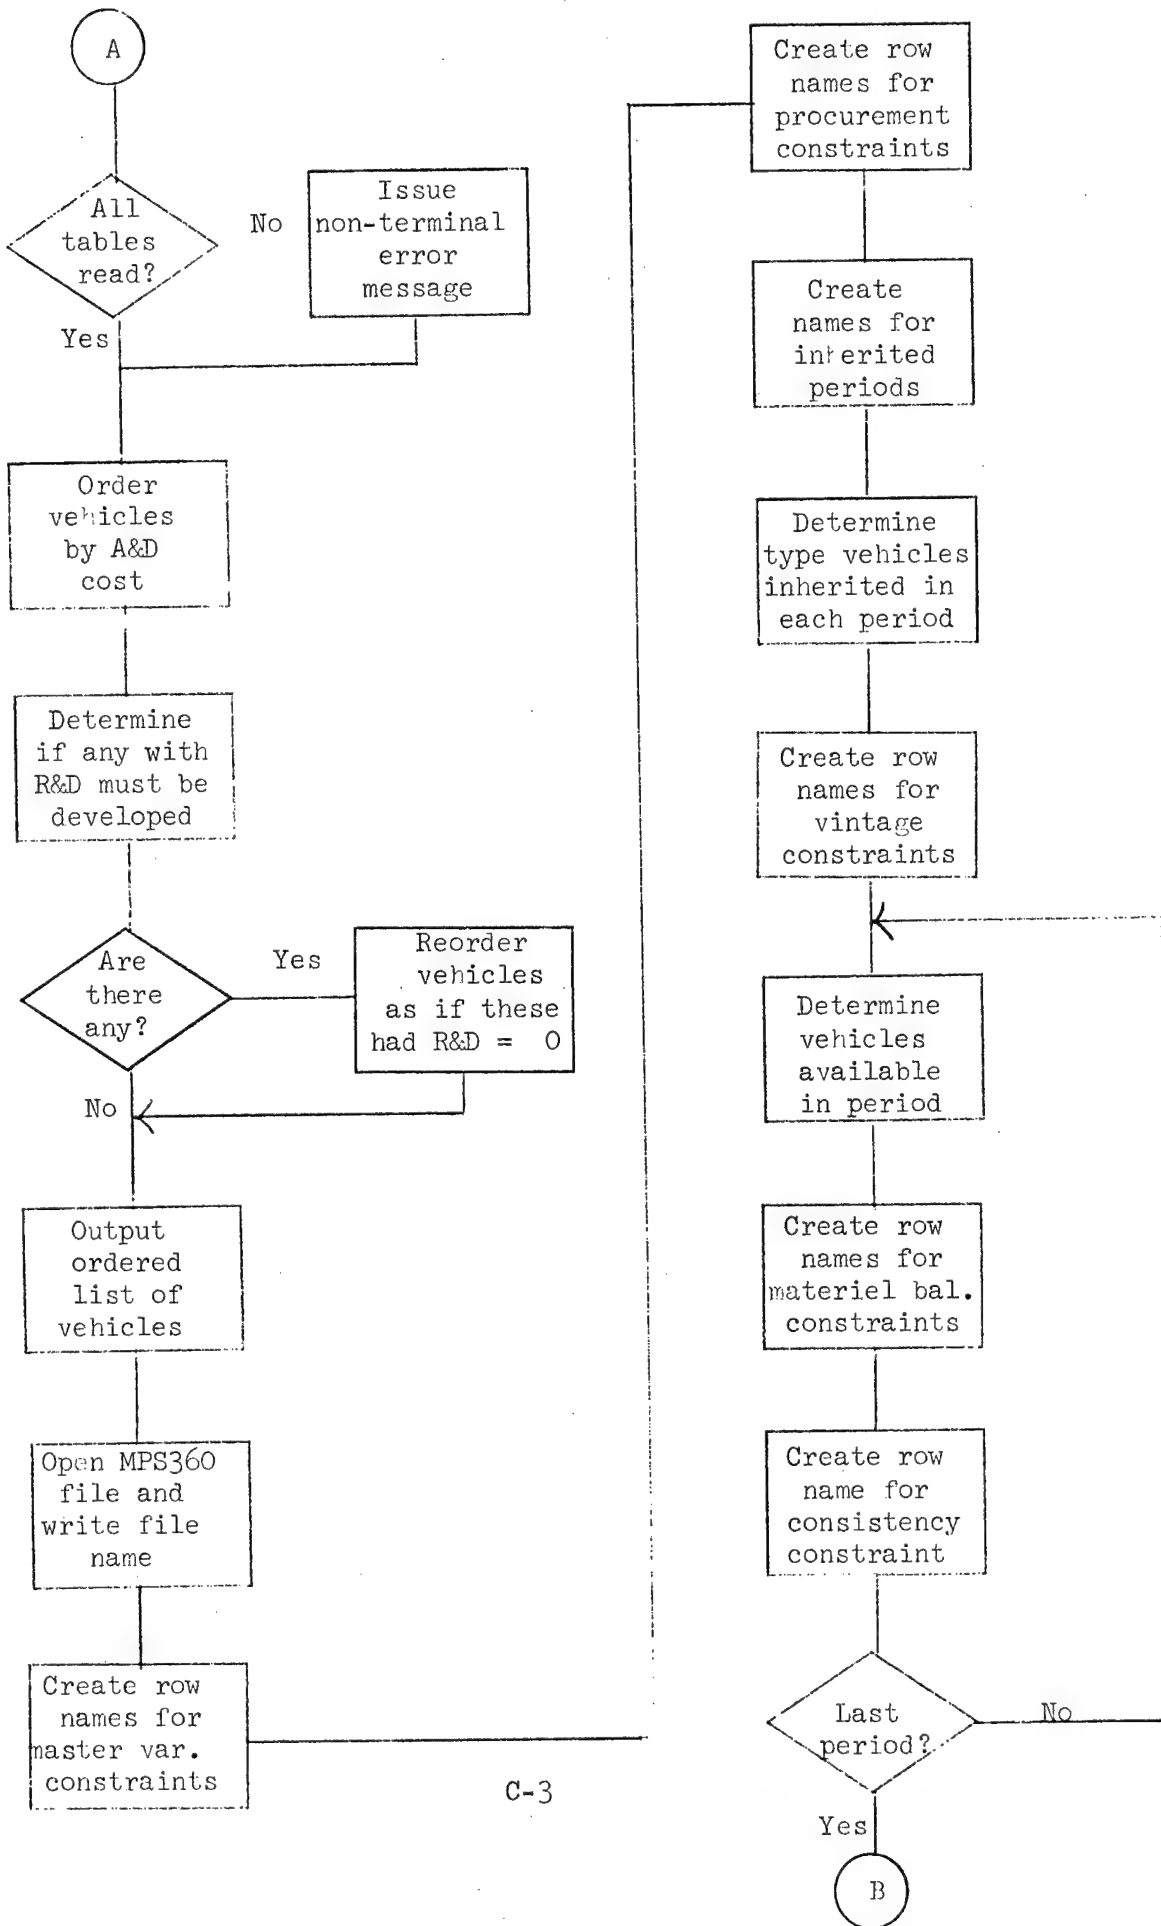 A
All
tables
read?
No
Issue
non-terminal
error
message
Yes
Order
vehicles
by A&D
cost
Determine
if any with
R&D must be
developed
Are
there
any?
Yes
Reorder
vehicles
as if these
had R&D = 0
No
Output
ordered
list of
vehicles
Open MPS360
file and
write file
name
Create row
names for
master var.
constraints
Create row
names for
procurement
constraints
Create
names for
inherited
periods
Determine
type vehicles
inherited in
each period
Create row
names for
vintage
constraints
Determine
vehicles
available
in period
Create row
names for
materiel bal.
constraints
Create row
name for
consistency
constraint
Last
period?
No
Yes
B
C-3